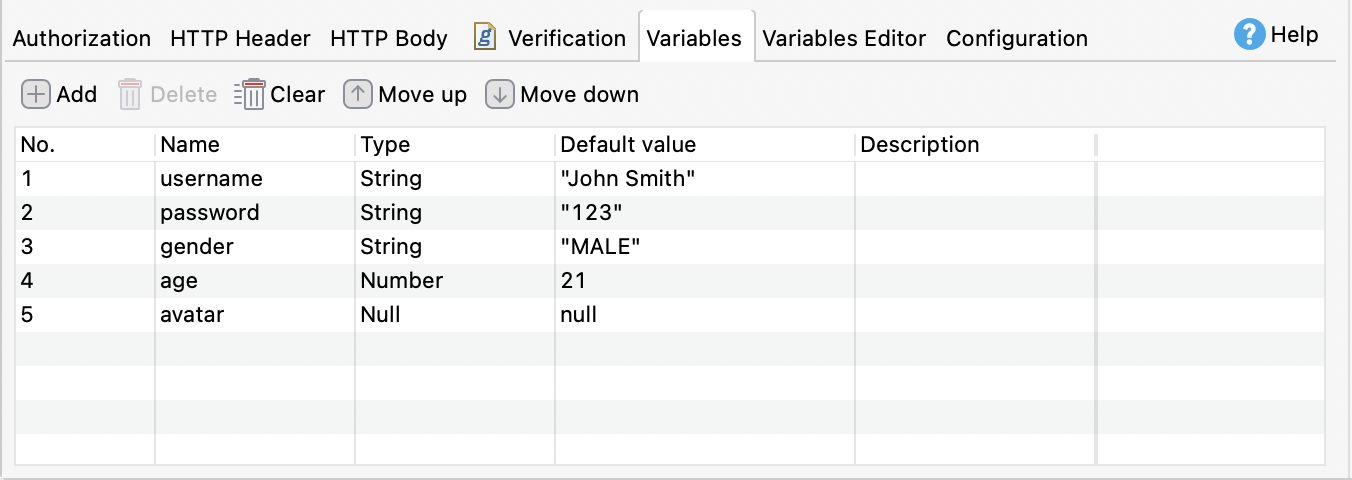 Authorization HTTP Header HTTP Body Verification Variables Variables Editor Configuration Help
Add Delete Clear Move up Move down
No. Name Type Default value Description
1 username String "John Smith"
2 password String "123"
3 gender String "MALE"
4 age Number 21
5 avatar Null null